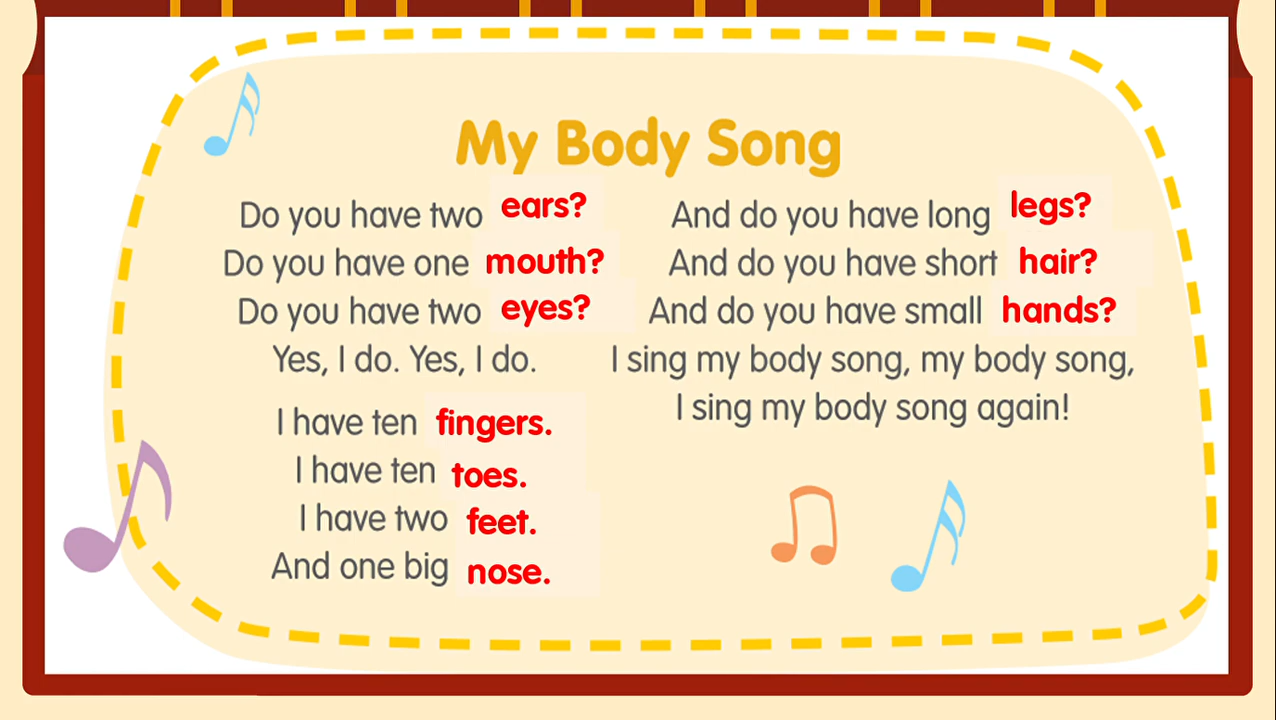 My Body Song
Do you have two ears?
Do you have one mouth?
Do you have two eyes?
Yes, I do. Yes, I do.
I have ten fingers.
I have ten toes.
I have two feet.
And one big nose.
And do you have long legs?
And do you have short hair?
And do you have small hands?
I sing my body song, my body song,
I sing my body song again!